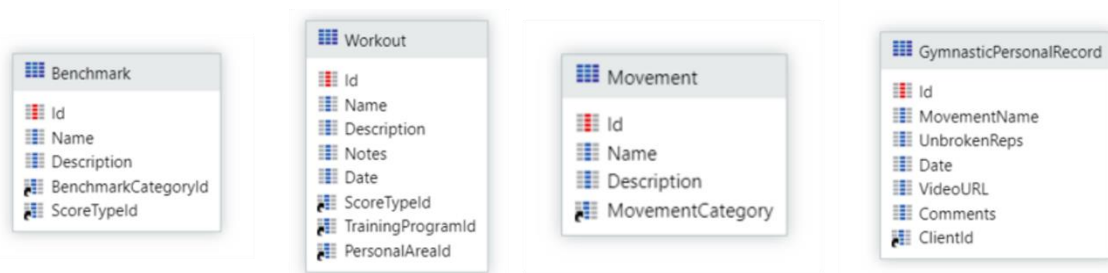 Benchmark
Id
Name
Description
BenchmarkCategoryId
ScoreTypeId
Workout
Id
Name
Description
Notes
Date
ScoreTypeId
TrainingProgramId
PersonalAreaId
Movement
Id
Name
Description
MovementCategory
GymnasticPersonalRecord
Id
MovementName
UnbrokenReps
Date
VideoURL
Comments
ClientId